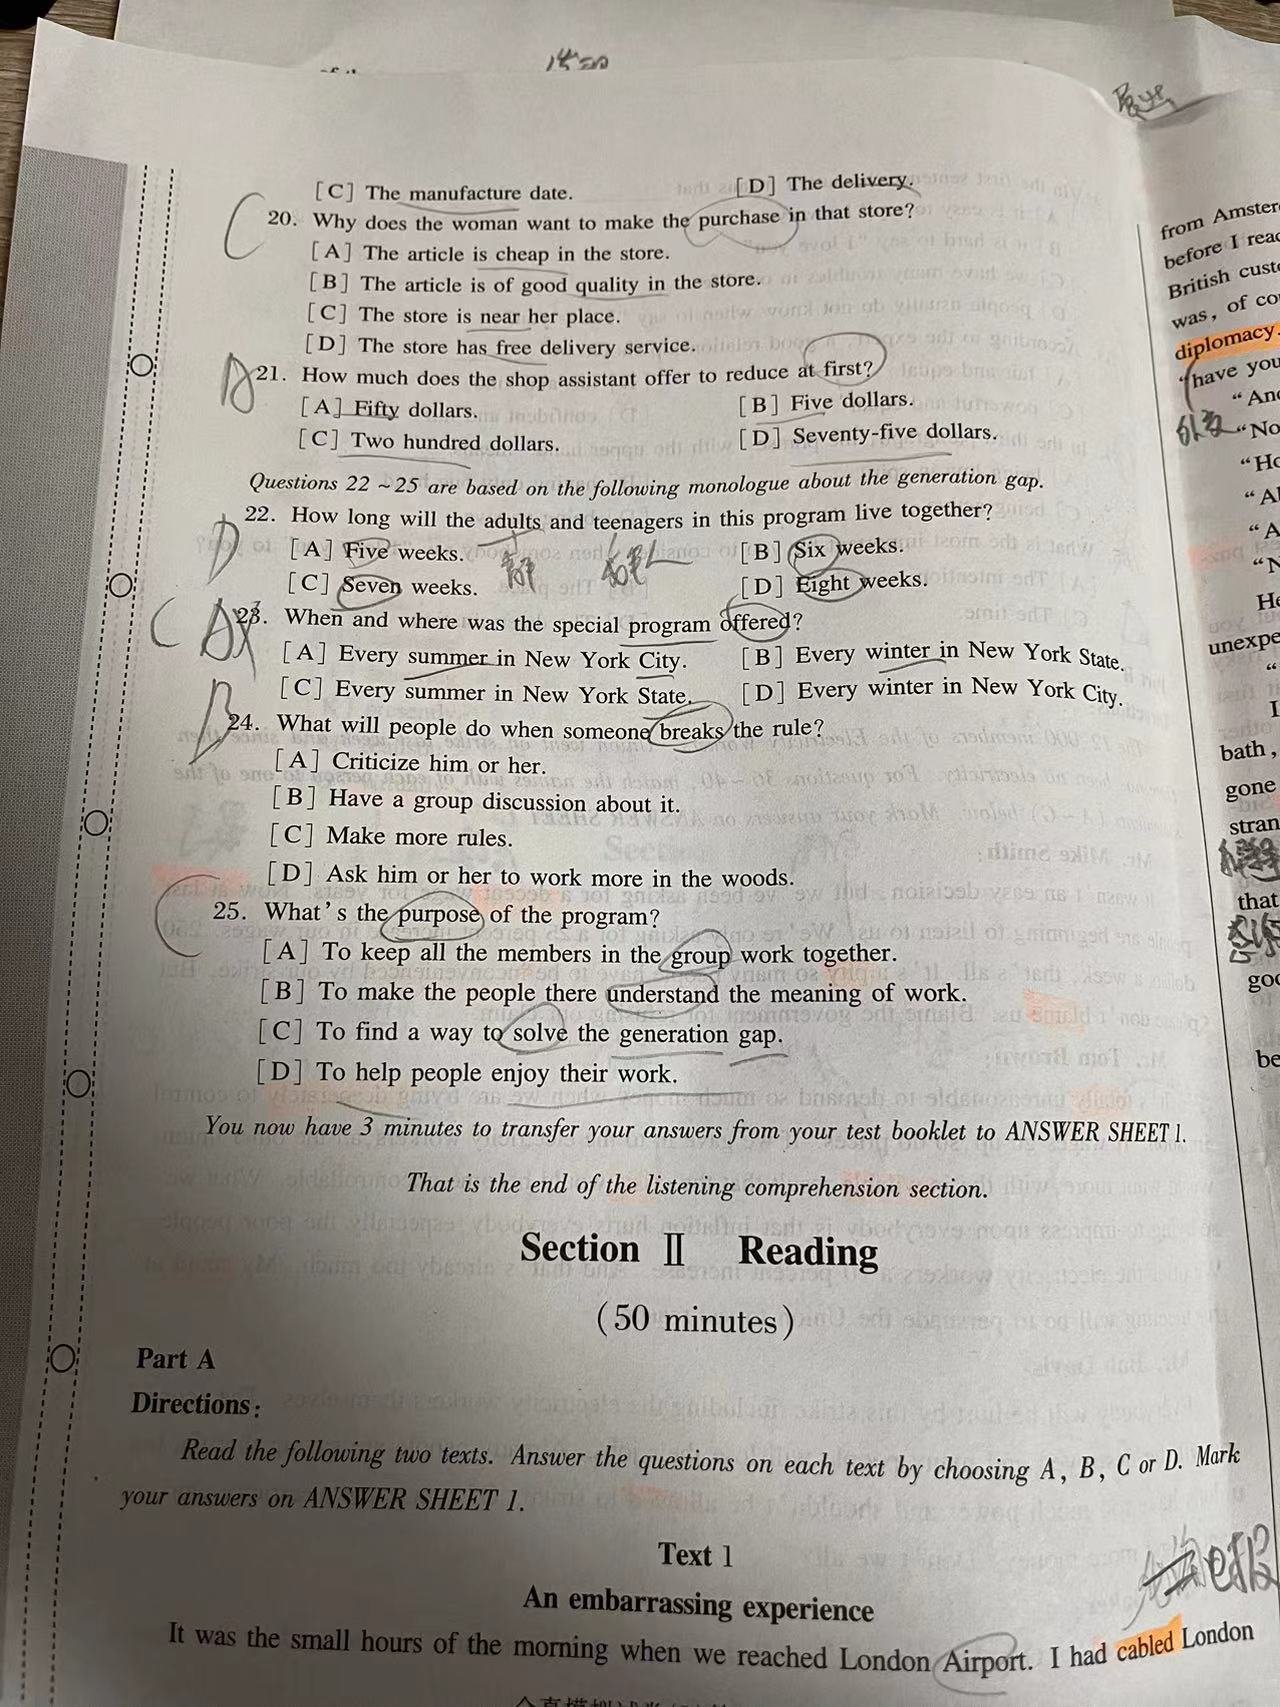 [C] The manufacture date.
[D] The delivery.
C
20. Why does the woman want to make the purchase in that store?
[A] The article is cheap in the store.
[B] The article is of good quality in the store.
[C] The store is near her place.
[D] The store has free delivery service.
21. How much does the shop assistant offer to reduce at first?
[A] Fifty dollars.
[B] Five dollars.
[C] Two hundred dollars.
[D] Seventy-five dollars.
Questions 22～25 are based on the following monologue about the generation gap.
D
22. How long will the adults and teenagers in this program live together?
[A] Five weeks.
[B] Six weeks.
[C] Seven weeks.
[D] Eight weeks.
C A
23. When and where was the special program offered?
[A] Every summer in New York City.
[B] Every winter in New York State.
[C] Every summer in New York State.
[D] Every winter in New York City.
B
24. What will people do when someone breaks the rule?
[A] Criticize him or her.
[B] Have a group discussion about it.
[C] Make more rules.
[D] Ask him or her to work more in the woods.
C
25. What's the purpose of the program?
[A] To keep all the members in the group work together.
[B] To make the people there understand the meaning of work.
[C] To find a way to solve the generation gap.
[D] To help people enjoy their work.
You now have 3 minutes to transfer your answers from your test booklet to ANSWER SHEET 1.
That is the end of the listening comprehension section.
Section Ⅱ Reading
(50 minutes)
Part A
Directions:
Read the following two texts. Answer the questions on each text by choosing A, B, C or D. Mark
your answers on ANSWER SHEET 1.
Text 1
An embarrassing experience
It was the small hours of the morning when we reached London Airport. I had cabled London
from
before I
British
was, of
diplomacy.
"have you
"No
unexpe
bath,
gone
stran
that
be